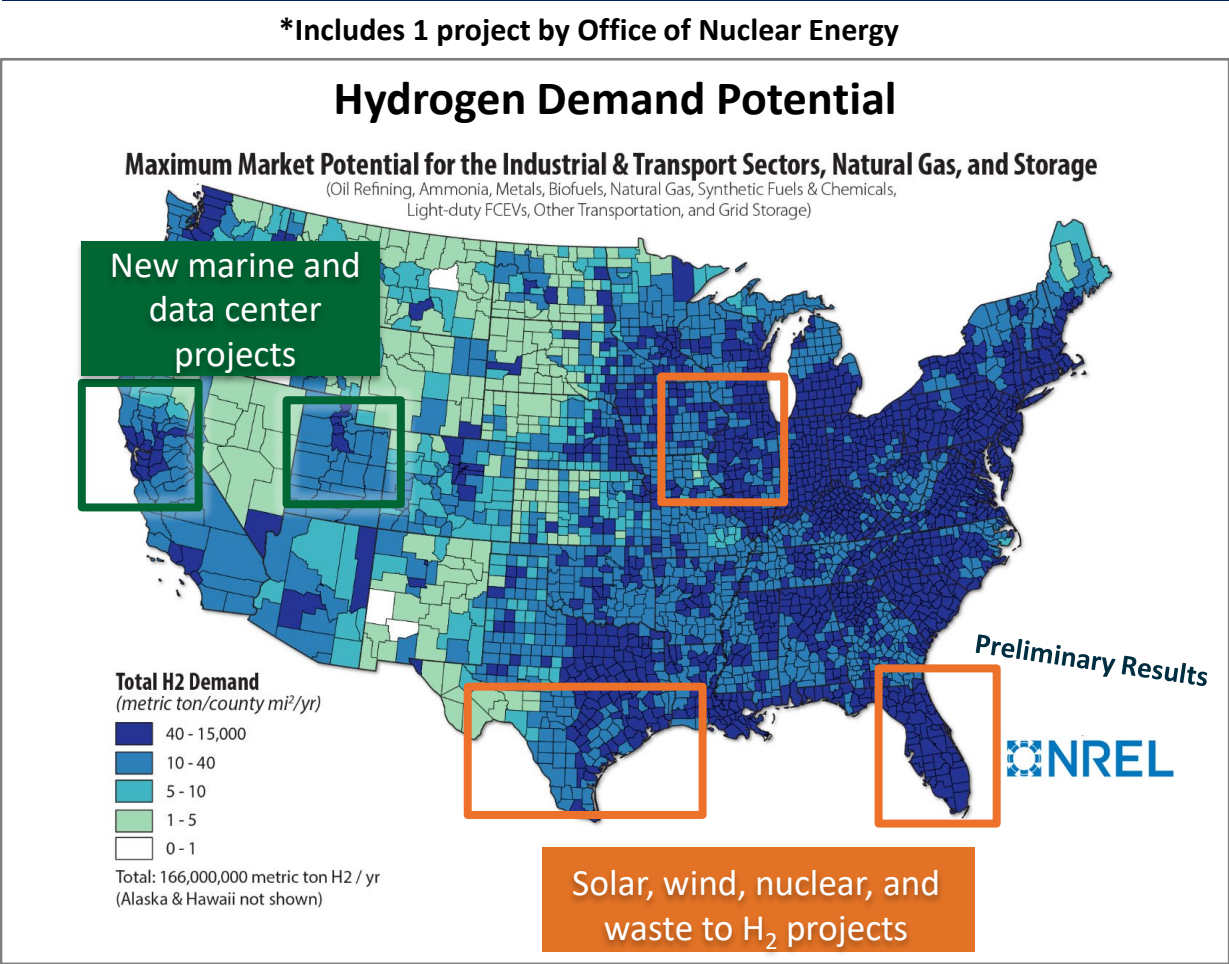 *Includes 1 project by Office of Nuclear Energy
Hydrogen Demand Potential
Maximum Market Potential for the Industrial & Transport Sectors, Natural Gas, and Storage
(Oil Refining, Ammonia, Metals, Biofuels, Natural Gas, Synthetic Fuels & Chemicals,
Light-duty FCEVs, Other Transportation, and Grid Storage)
New marine and
data center
projects
Preliminary Results
Total H2 Demand
(metric ton/county mi²/yr)
40 - 15,000
10 - 40
5 - 10
1 - 5
0 - 1
Total: 166,000,000 metric ton H2 / yr
(Alaska & Hawaii not shown)
NREL
Solar, wind, nuclear, and
waste to H₂ projects